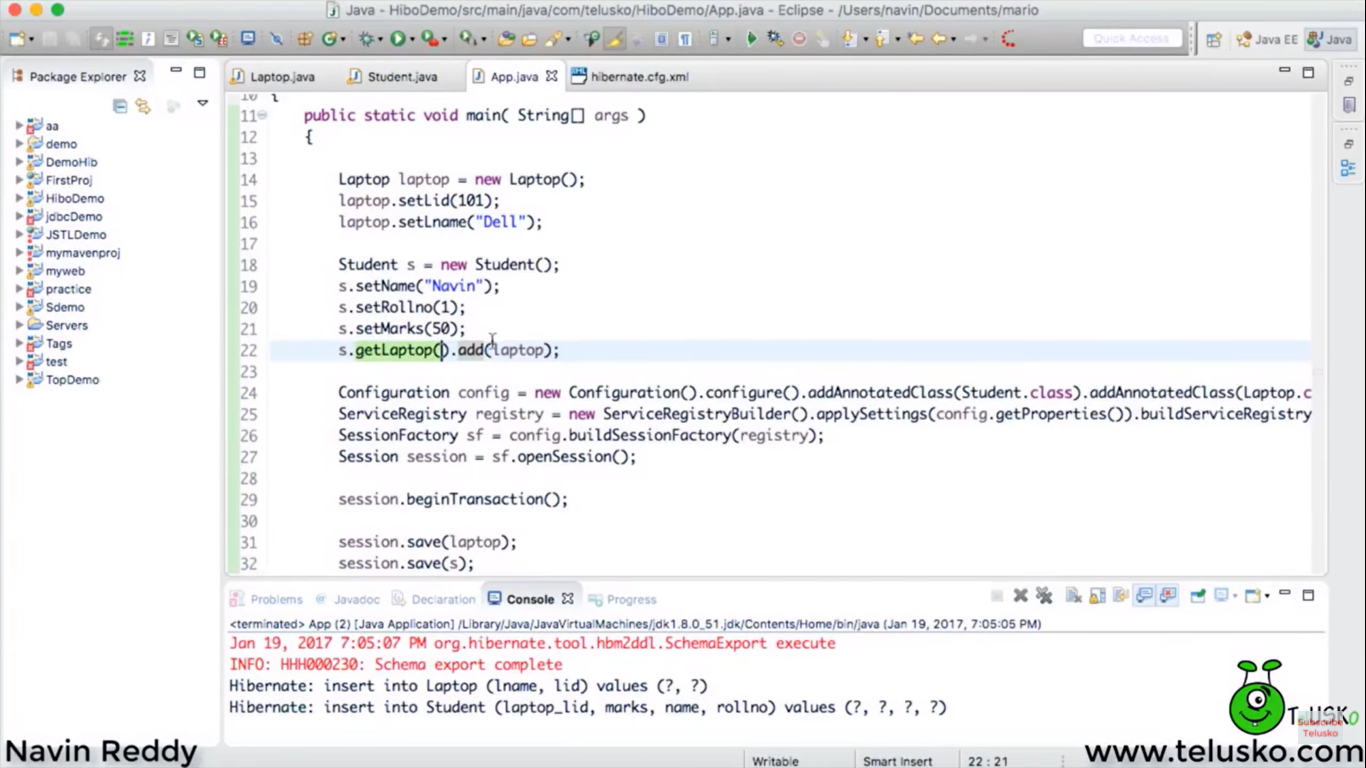 Java - HiboDemo/src/main/java/com/telusko/HiboDemo/App.java - Eclipse - /Users/navin/Documents/mario
Quick Access
Java EE
Java
Package Explorer
Laptop.java
Student.java
App.java
hibernate.cfg.xml
aa
demo
DemoHib
FirstProj
HiboDemo
jdbcDemo
JSTLDemo
mymavenproj
myweb
practice
Sdemo
Servers
Tags
test
TopDemo
10 {
11 public static void main( String[] args )
12 {
13
14 Laptop laptop = new Laptop();
15 laptop.setLid(101);
16 laptop.setLname("Dell");
17
18 Student s = new Student();
19 s.setName("Navin");
20 s.setRollno(1);
21 s.setMarks(50);
22 s.getLaptop().add(laptop);
23
24 Configuration config = new Configuration().configure().addAnnotatedClass(Student.class).addAnnotatedClass(Laptop.c
25 ServiceRegistry registry = new ServiceRegistryBuilder().applySettings(config.getProperties()).buildServiceRegistry
26 SessionFactory sf = config.buildSessionFactory(registry);
27 Session session = sf.openSession();
28
29 session.beginTransaction();
30
31 session.save(laptop);
32 session.save(s);
Problems
Javadoc
Declaration
Console
Progress
<terminated> App (2) [Java Application] /Library/Java/JavaVirtualMachines/jdk1.8.0_51.jdk/Contents/Home/bin/java (Jan 19, 2017 7:05:05 PM)
Jan 19, 2017 7:05:07 PM org.hibernate.tool.hbm2ddl.SchemaExport execute
INFO: HHH000230: Schema export complete
Hibernate: insert into Laptop (lname, lid) values (?, ?)
Hibernate: insert into Student (laptop_lid, marks, name, rollno) values (?, ?, ?, ?)
Subscribe
Telusko
Navin Reddy
www.telusko.com
Writable
Smart Insert
22 : 21